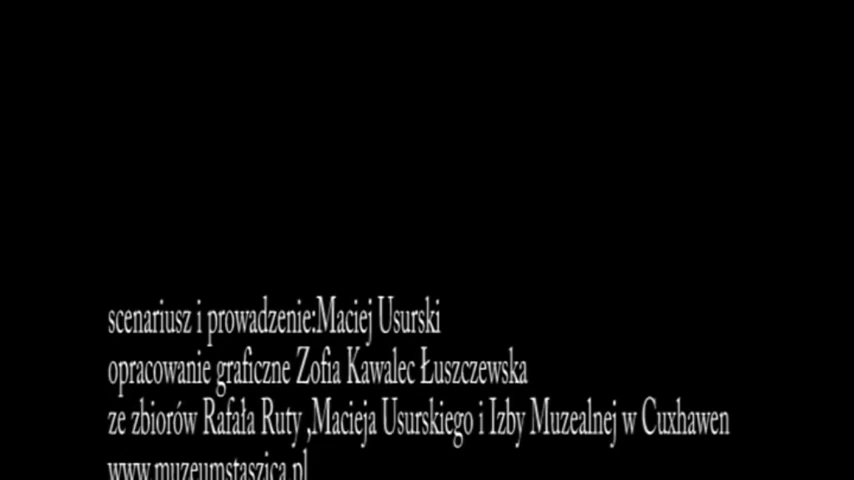 scenariusz i prowadzenie:Maciej Usurski
opracowanie graficzne Zofia Kawalec Łuszczewska
ze zbiorów Rafała Ruty ,Macieja Usurskiego i Izby Muzealnej w Cuxhawen
www.muzeumstaszica.pl